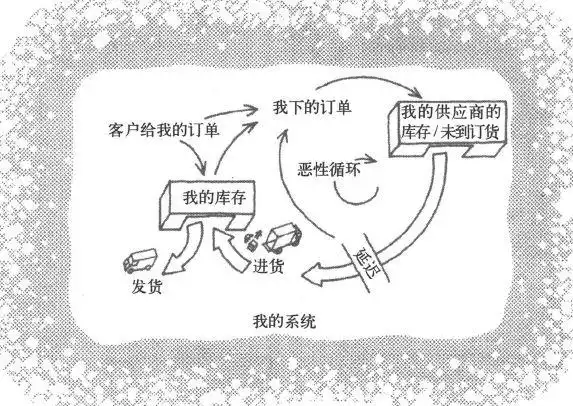 我下的订单
我的供应商的
库存/未到订货
客户给我的订单
恶性循环
我的库存
延迟
进货
发货
我的系统